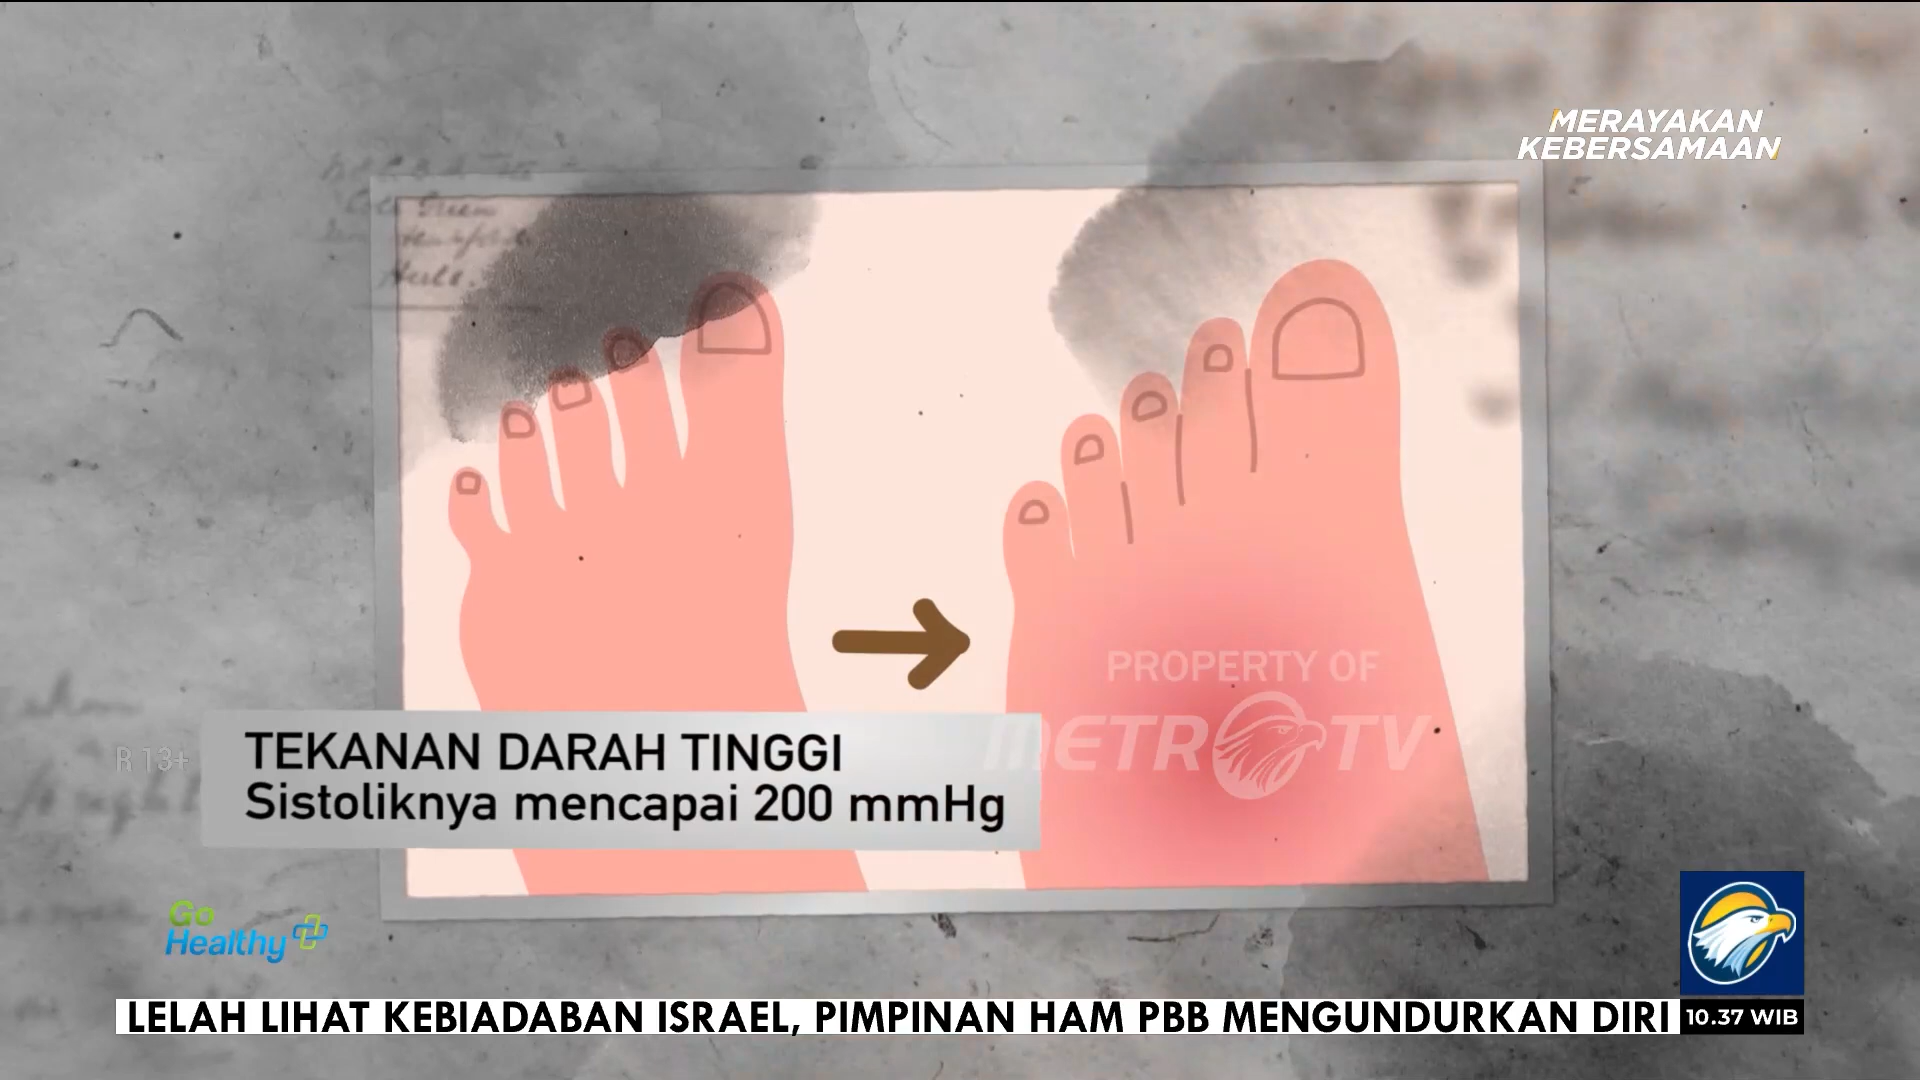 MERAYAKAN
KEBERSAMAAN
PROPERTY OF
METRO TV
R 13+
TEKANAN DARAH TINGGI
Sistoliknya mencapai 200 mmHg
Go
Healthy
LELAH LIHAT KEBIADABAN ISRAEL, PIMPINAN HAM PBB MENGUNDURKAN DIRI
10.37 WIB